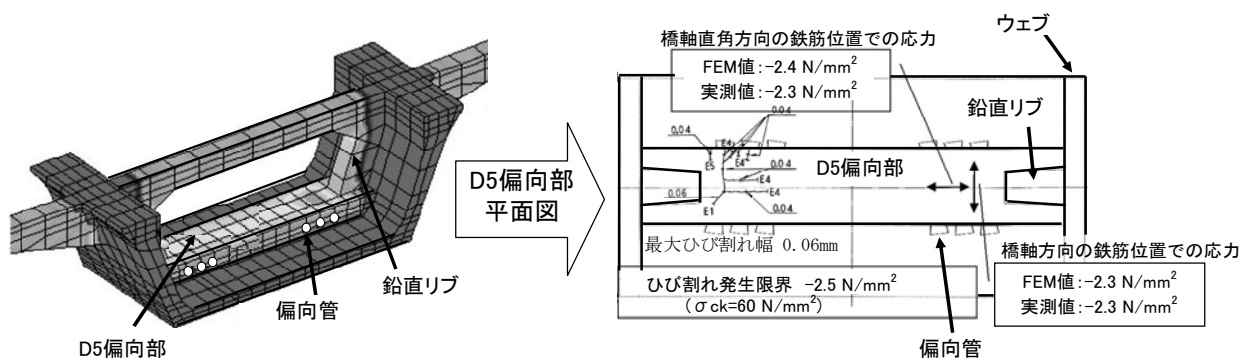 D5偏向部
偏向管
鉛直リブ
D5偏向部
平面図
橋軸直角方向の鉄筋位置での応力
FEM値：−2.4 N/mm²
実測値：−2.3 N/mm²
ウェブ
鉛直リブ
0.04
0.04
E5
E4
E4
0.04
D5偏向部
0.06
E4
E4
E1
0.04
最大ひび割れ幅 0.06mm
橋軸方向の鉄筋位置での応力
ひび割れ発生限界 −2.5 N/mm²
（σck=60 N/mm²）
FEM値：−2.3 N/mm²
実測値：−2.3 N/mm²
偏向管